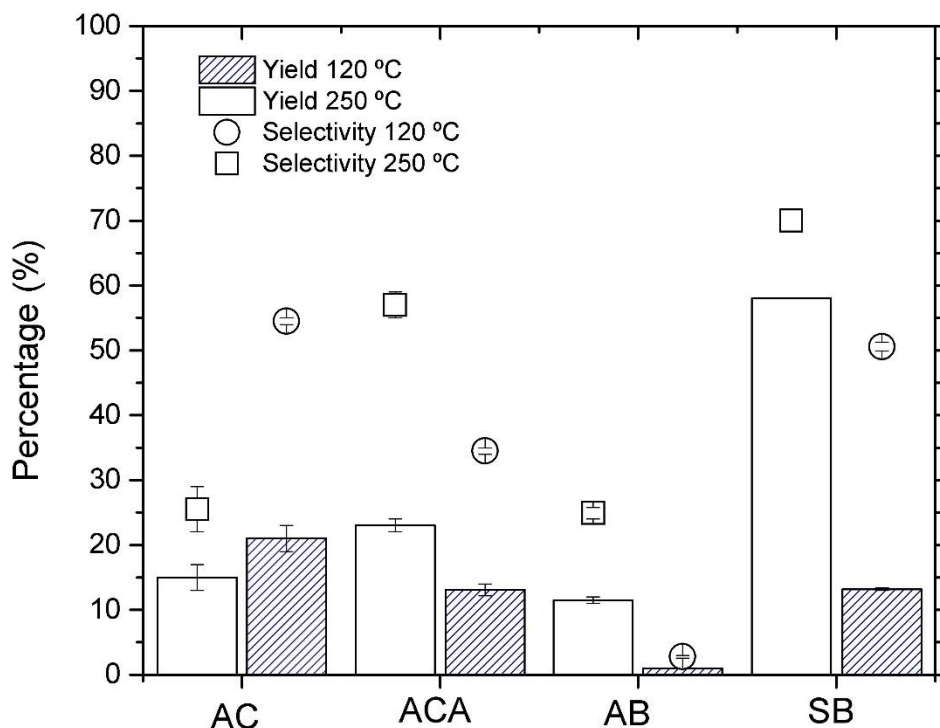 100
90
80
70
60
50
40
30
20
10
0
Percentage (%)
Yield 120 ºC
Yield 250 ºC
Selectivity 120 ºC
Selectivity 250 ºC
AC ACA AB SB